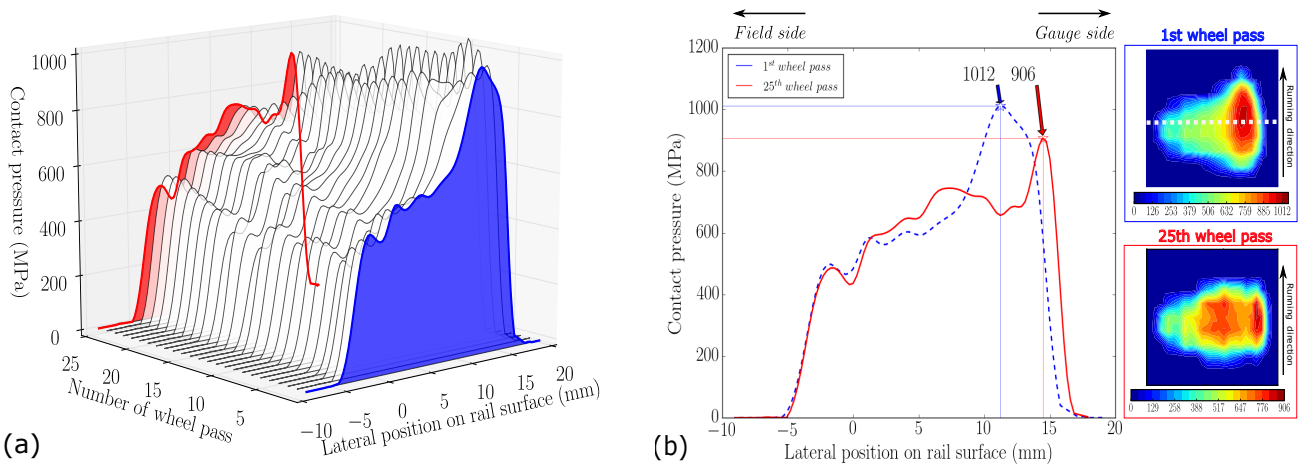 1000
800
600
400
200
0
Contact pressure (MPa)
25
20
15
10
5
Number of wheel pass
−10
−5
0
5
10
15
20
Lateral position on rail surface (mm)
(a)
Field side
Gauge side
1200
1000
800
600
400
200
0
Contact pressure (MPa)
1st wheel pass
25th wheel pass
1012
906
−10
−5
0
5
10
15
20
Lateral position on rail surface (mm)
(b)
1st wheel pass
Running direction
0 126 253 379 506 632 759 885 1012
25th wheel pass
Running direction
0 129 258 388 517 647 776 906